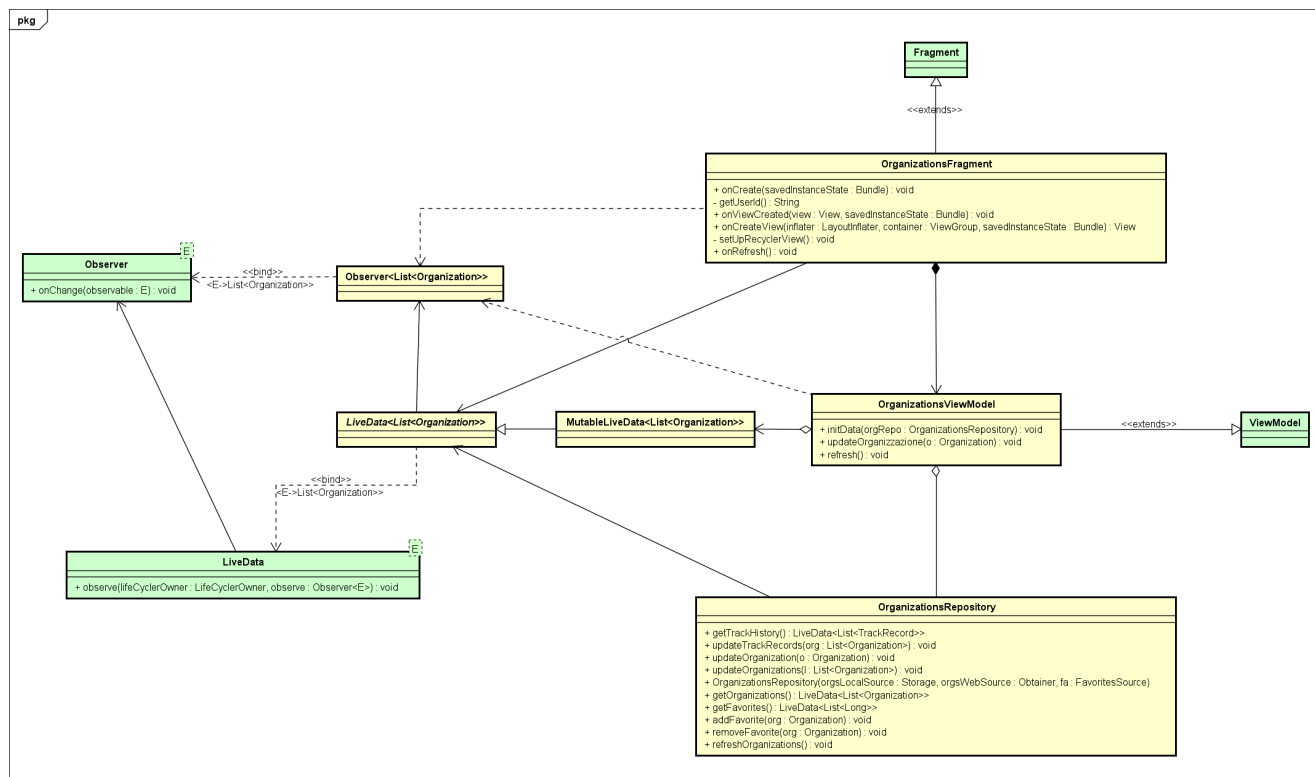 pkg
Fragment
<<extends>>
OrganizationsFragment
+ onCreate(savedInstanceState : Bundle) : void
- getUserId() : String
+ onViewCreated(view : View, savedInstanceState : Bundle) : void
+ onCreateView(inflater : LayoutInflater, container : ViewGroup, savedInstanceState : Bundle) : View
- setUpRecyclerView() : void
+ onRefresh() : void
E
Observer
+ onChange(observable : E) : void
<<bind>>
<E->List<Organization>>
Observer<List<Organization>>
LiveData<List<Organization>>
MutableLiveData<List<Organization>>
OrganizationsViewModel
+ initData(orgRepo : OrganizationsRepository) : void
+ updateOrganizzazione(o : Organization) : void
+ refresh() : void
<<extends>>
ViewModel
<<bind>>
<E->List<Organization>>
E
LiveData
+ observe(lifeCyclerOwner : LifeCyclerOwner, observe : Observer<E>) : void
OrganizationsRepository
+ getTrackHistory() : LiveData<List<TrackRecord>>
+ updateTrackRecords(org : List<Organization>) : void
+ updateOrganization(o : Organization) : void
+ updateOrganizations(l : List<Organization>) : void
+ OrganizationsRepository(orgsLocalSource : Storage, orgsWebSource : Obtainer, fa : FavoritesSource)
+ getOrganizations() : LiveData<List<Organization>>
+ getFavorites() : LiveData<List<Long>>
+ addFavorite(org : Organization) : void
+ removeFavorite(org : Organization) : void
+ refreshOrganizations() : void